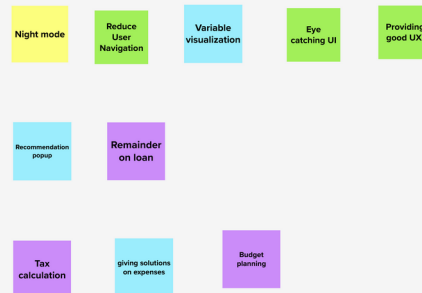 Night mode
Reduce
User
Navigation
Variable
visualization
Eye
catching UI
Providing
good UX
Recommendation
popup
Remainder
on loan
Tax
calculation
giving solutions
on expenses
Budget
planning